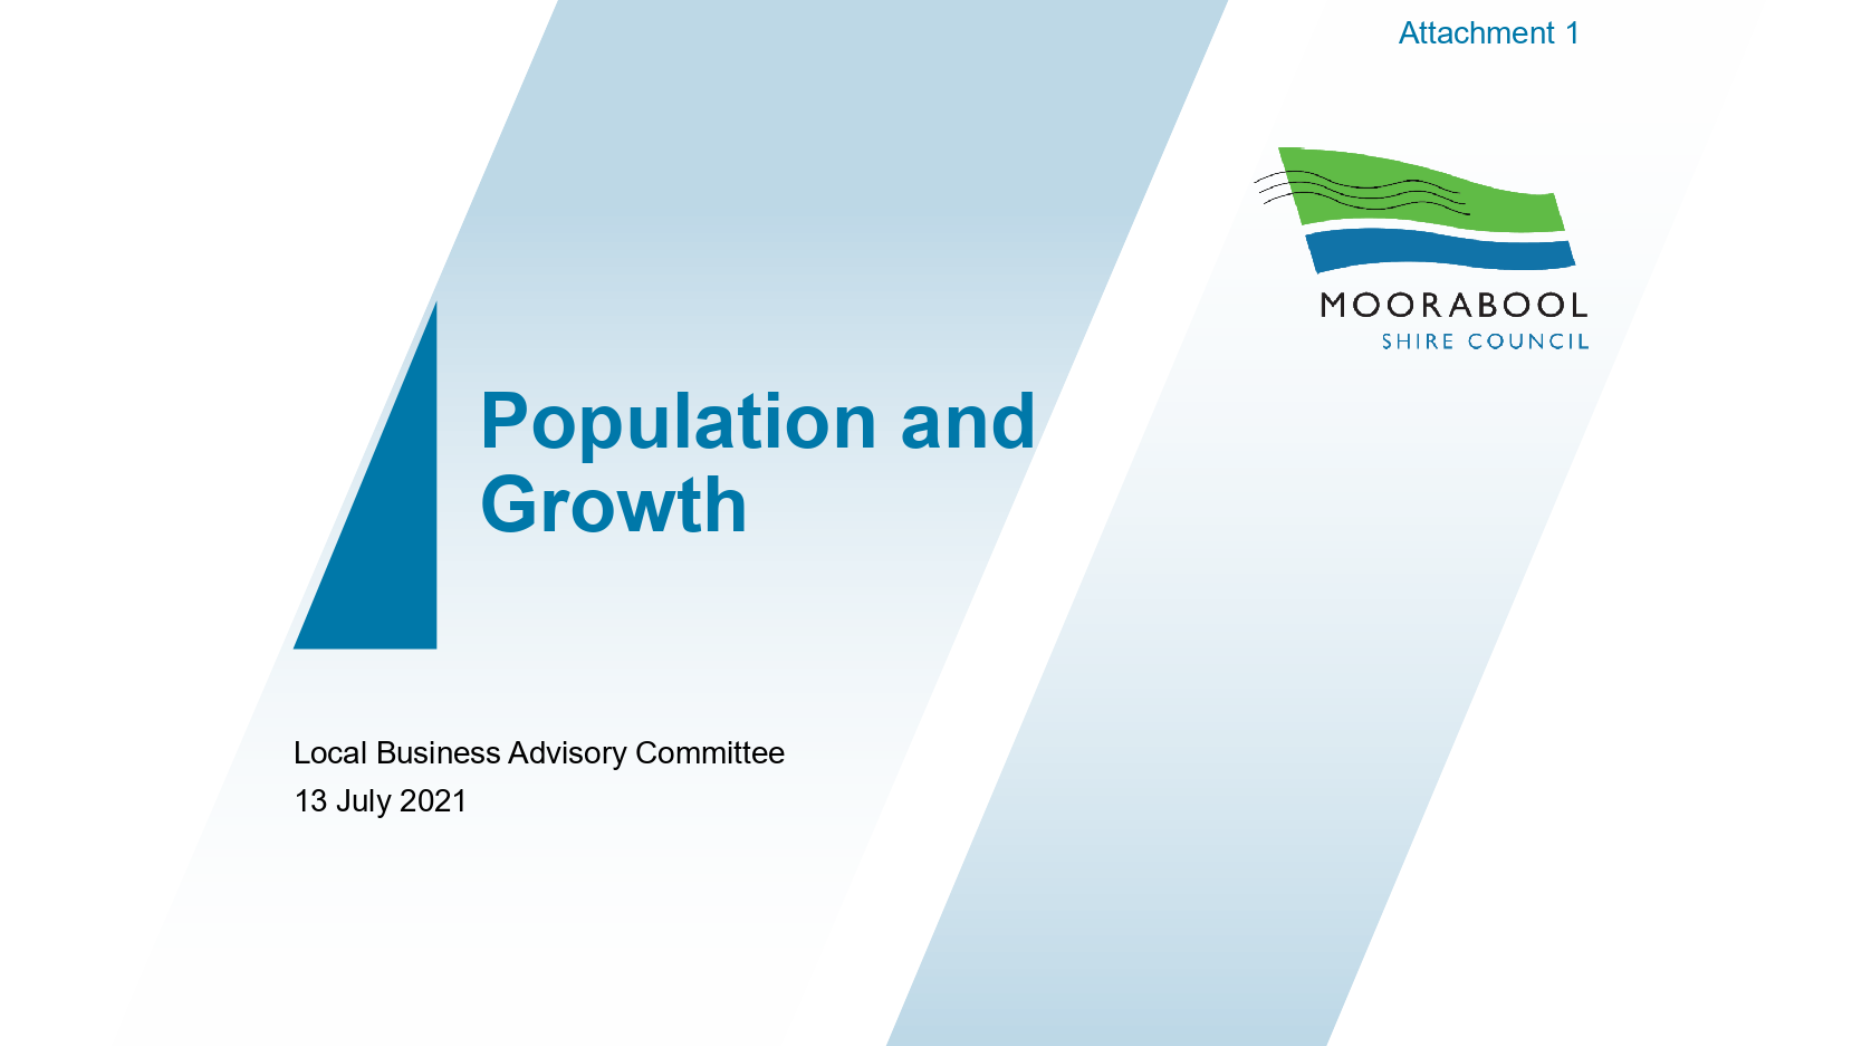 Attachment 1
MOORABOOL
SHIRE COUNCIL
Population and
Growth
Local Business Advisory Committee
13 July 2021